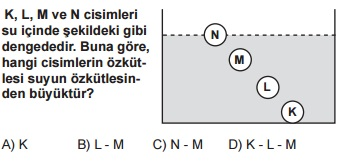 K, L, M ve N cisimleri
su içinde şekildeki gibi
dengededir. Buna göre,
hangi cisimlerin özküt-
lesi suyun özkütlesin-
den büyüktür?
N
M
L
K
A) K B) L - M C) N - M D) K - L - M